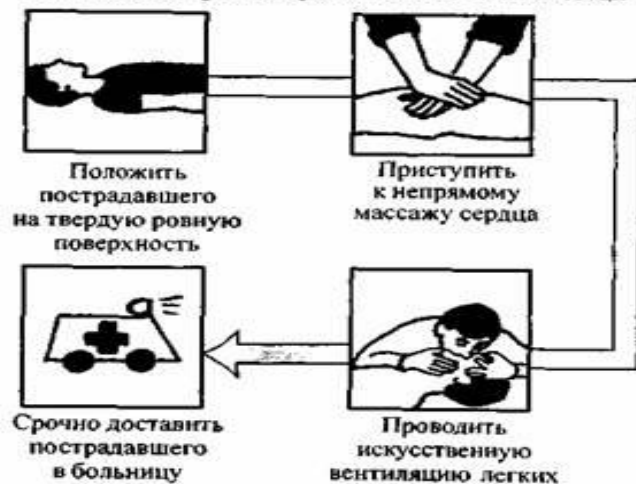 Положить
пострадавшего
на твердую ровную
поверхность
Приступить
к непрямому
массажу сердца
Срочно доставить
пострадавшего
в больницу
Проводить
искусственную
вентиляцию легких